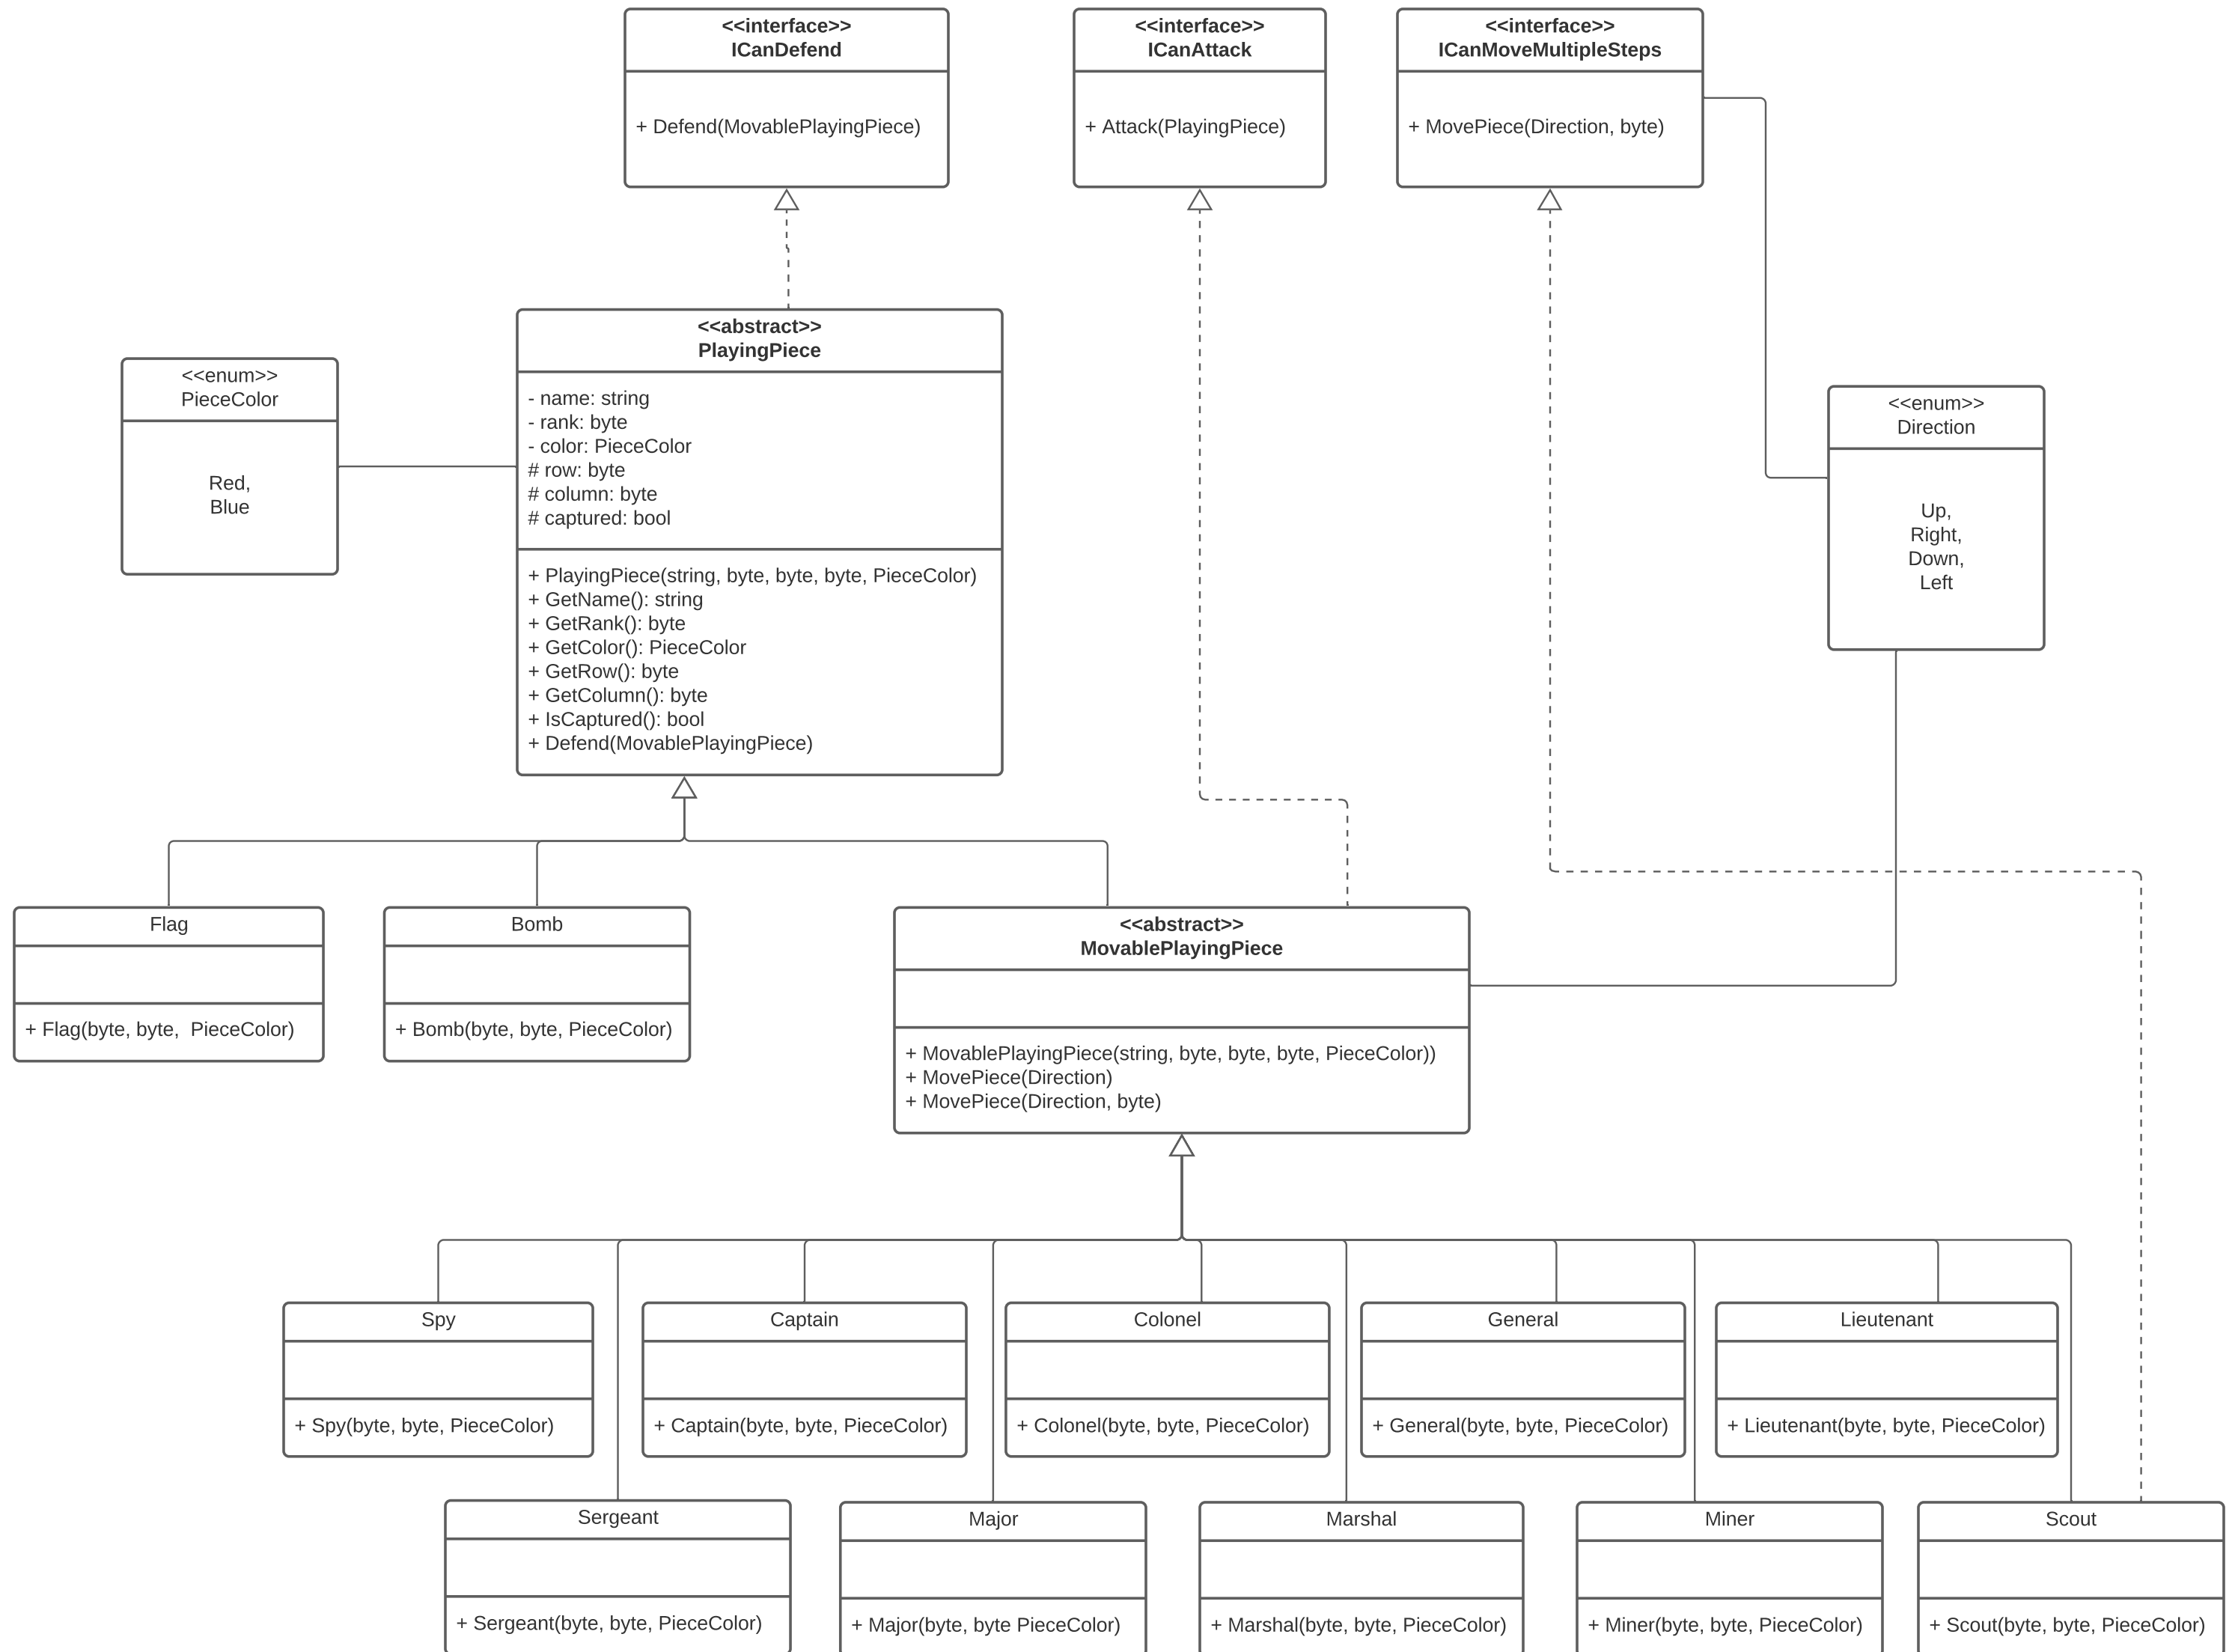 <<interface>>
ICanDefend
+ Defend(MovablePlayingPiece)
<<interface>>
ICanAttack
+ Attack(PlayingPiece)
<<interface>>
ICanMoveMultipleSteps
+ MovePiece(Direction, byte)
<<enum>>
PieceColor
Red,
Blue
<<abstract>>
PlayingPiece
- name: string
- rank: byte
- color: PieceColor
# row: byte
# column: byte
# captured: bool
+ PlayingPiece(string, byte, byte, byte, PieceColor)
+ GetName(): string
+ GetRank(): byte
+ GetColor(): PieceColor
+ GetRow(): byte
+ GetColumn(): byte
+ IsCaptured(): bool
+ Defend(MovablePlayingPiece)
<<enum>>
Direction
Up,
Right,
Down,
Left
Flag
+ Flag(byte, byte,  PieceColor)
Bomb
+ Bomb(byte, byte, PieceColor)
<<abstract>>
MovablePlayingPiece
+ MovablePlayingPiece(string, byte, byte, byte, PieceColor))
+ MovePiece(Direction)
+ MovePiece(Direction, byte)
Spy
+ Spy(byte, byte, PieceColor)
Captain
+ Captain(byte, byte, PieceColor)
Colonel
+ Colonel(byte, byte, PieceColor)
General
+ General(byte, byte, PieceColor)
Lieutenant
+ Lieutenant(byte, byte, PieceColor)
Sergeant
+ Sergeant(byte, byte, PieceColor)
Major
+ Major(byte, byte PieceColor)
Marshal
+ Marshal(byte, byte, PieceColor)
Miner
+ Miner(byte, byte, PieceColor)
Scout
+ Scout(byte, byte, PieceColor)